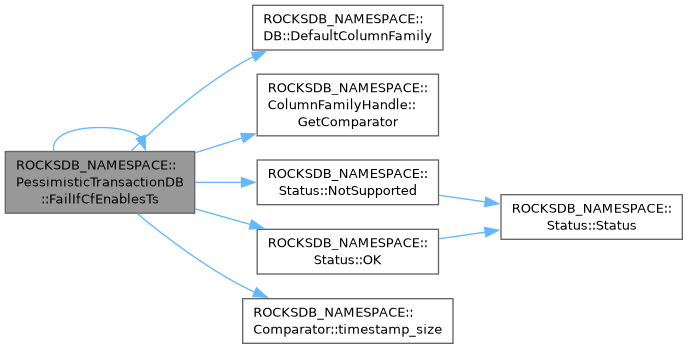 ROCKSDB_NAMESPACE::
PessimisticTransactionDB
::FailIfCfEnablesTs
ROCKSDB_NAMESPACE::
DB::DefaultColumnFamily
ROCKSDB_NAMESPACE::
ColumnFamilyHandle::
GetComparator
ROCKSDB_NAMESPACE::
Status::NotSupported
ROCKSDB_NAMESPACE::
Status::OK
ROCKSDB_NAMESPACE::
Comparator::timestamp_size
ROCKSDB_NAMESPACE::
Status::Status